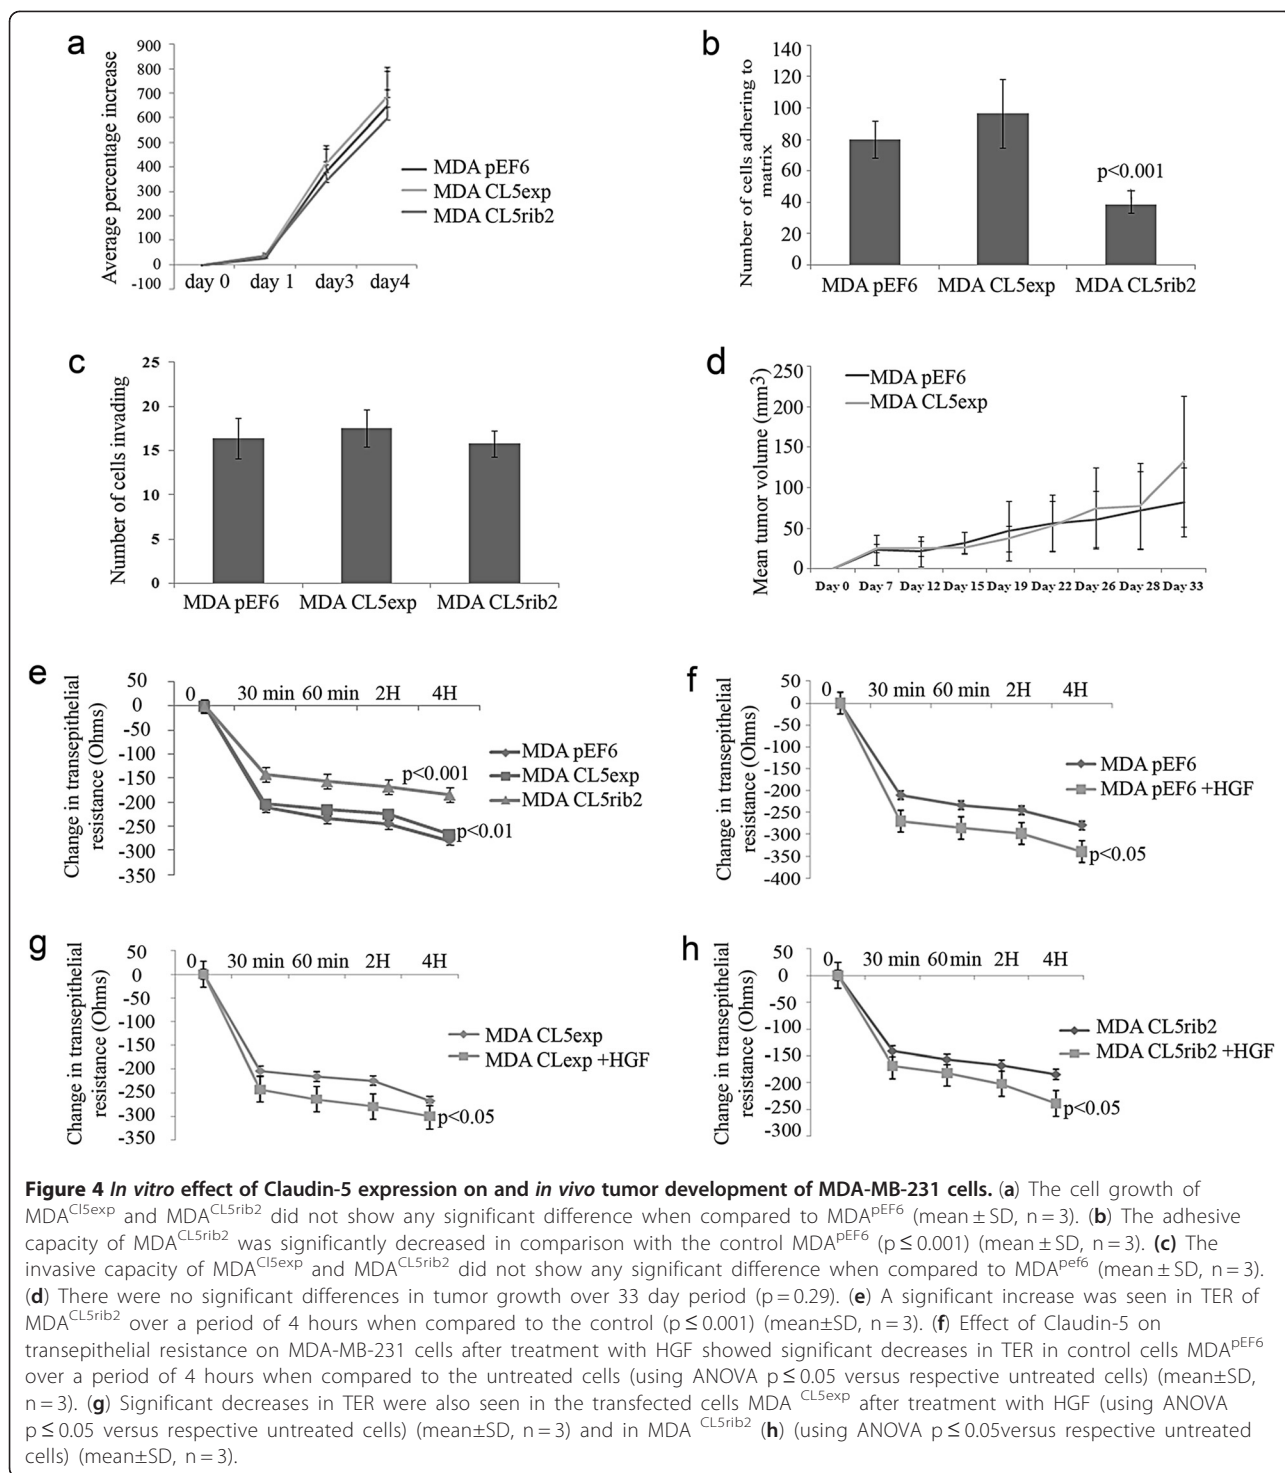 a
900
800
700
600
500
400
300
200
100
0
-100
Average percentage increase
day 0 day 1 day3 day4
MDA pEF6
MDA CL5exp
MDA CL5rib2
b
140
120
100
80
60
40
20
0
Number of cells adhering to
matrix
p<0.001
MDA pEF6 MDA CL5exp MDA CL5rib2
c
25
20
15
10
5
0
Number of cells invading
MDA pEF6 MDA CL5exp MDA CL5rib2
d
250
200
150
100
50
0
Mean tumor volume (mm3)
MDA pEF6
MDA CL5exp
Day 0 Day 7 Day 12 Day 15 Day 19 Day 22 Day 26 Day 28 Day 33
e
50
0
-50
-100
-150
-200
-250
-300
-350
Change in transepithelial
resistance (Ohms)
0 30 min 60 min 2H 4H
p<0.001
p<0.01
MDA pEF6
MDA CL5exp
MDA CL5rib2
f
50
0
-50
-100
-150
-200
-250
-300
-350
-400
Change in transepithelial
resistance (Ohms)
0 30 min 60 min 2H 4H
p<0.05
MDA pEF6
MDA pEF6 +HGF
g
50
0
-50
-100
-150
-200
-250
-300
-350
Change in transepithelial
resistance (Ohms)
0 30 min 60 min 2H 4H
p<0.05
MDA CL5exp
MDA CLexp +HGF
h
50
0
-50
-100
-150
-200
-250
-300
Change in transepithelial
resistance (Ohms)
0 30 min 60 min 2H 4H
p<0.05
MDA CL5rib2
MDA CL5rib2 +HGF
Figure 4 In vitro effect of Claudin-5 expression on and in vivo tumor development of MDA-MB-231 cells. (a) The cell growth of
MDACl5exp and MDACL5rib2 did not show any significant difference when compared to MDApEF6 (mean ± SD, n = 3). (b) The adhesive
capacity of MDACL5rib2 was significantly decreased in comparison with the control MDApEF6 (p ≤ 0.001) (mean ± SD, n = 3). (c) The
invasive capacity of MDACl5exp and MDACL5rib2 did not show any significant difference when compared to MDApef6 (mean ± SD, n = 3).
(d) There were no significant differences in tumor growth over 33 day period (p = 0.29). (e) A significant increase was seen in TER of
MDACL5rib2 over a period of 4 hours when compared to the control (p ≤ 0.001) (mean±SD, n = 3). (f) Effect of Claudin-5 on
transepithelial resistance on MDA-MB-231 cells after treatment with HGF showed significant decreases in TER in control cells MDApEF6
over a period of 4 hours when compared to the untreated cells (using ANOVA p ≤ 0.05 versus respective untreated cells) (mean±SD,
n = 3). (g) Significant decreases in TER were also seen in the transfected cells MDA CL5exp after treatment with HGF (using ANOVA
p ≤ 0.05 versus respective untreated cells) (mean±SD, n = 3) and in MDA CL5rib2 (h) (using ANOVA p ≤ 0.05versus respective untreated
cells) (mean±SD, n = 3).